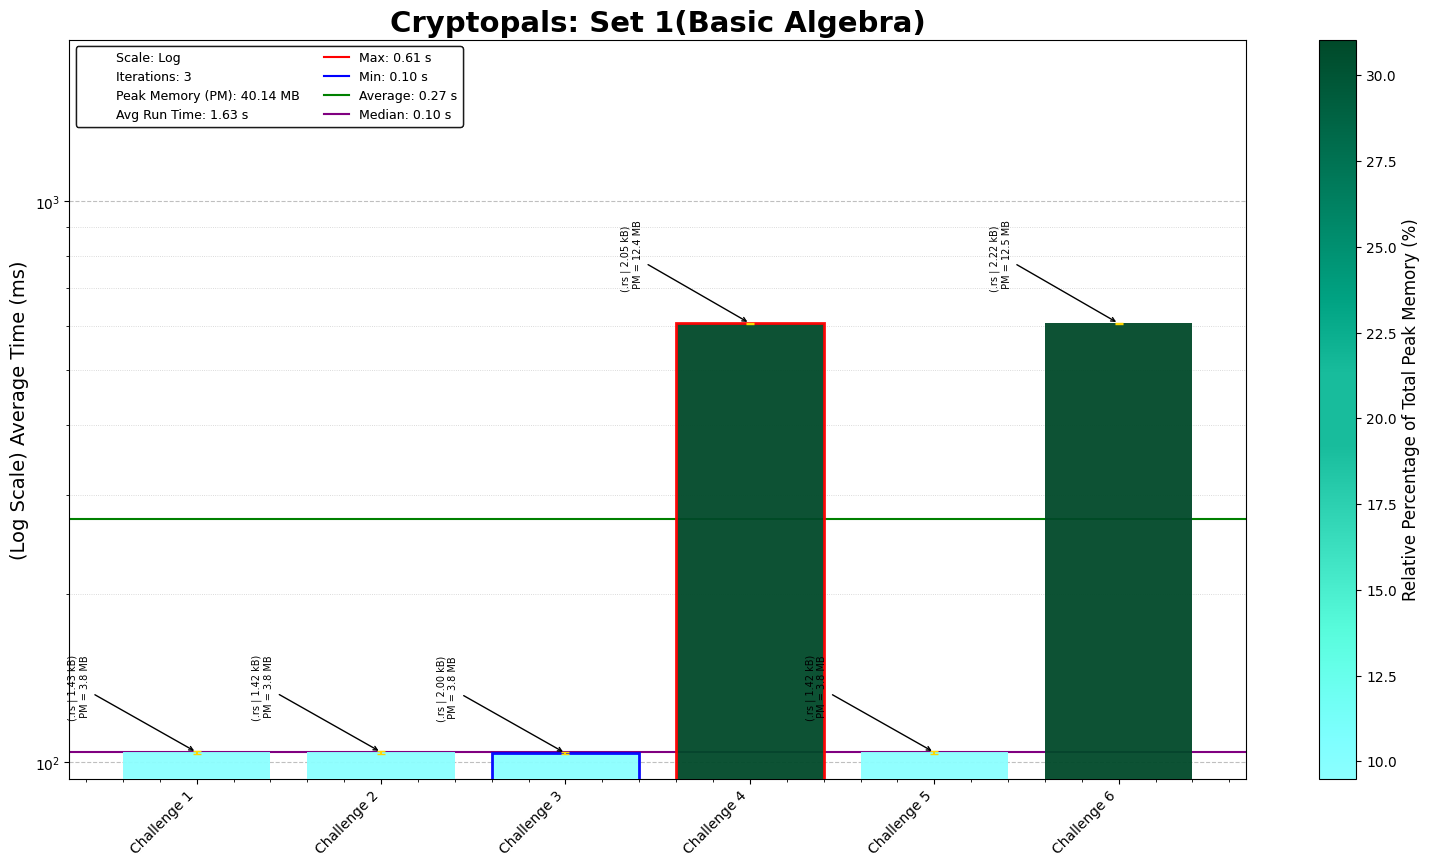 Cryptopals: Set 1(Basic Algebra)
Scale: Log
Iterations: 3
Peak Memory (PM): 40.14 MB
Avg Run Time: 1.63 s
Max: 0.61 s
Min: 0.10 s
Average: 0.27 s
Median: 0.10 s
(Log Scale) Average Time (ms)
10³
10²
(.rs | 1.43 kB)
PM = 3.8 MB
(.rs | 1.42 kB)
PM = 3.8 MB
(.rs | 2.00 kB)
PM = 3.8 MB
(.rs | 2.05 kB)
PM = 12.4 MB
(.rs | 1.42 kB)
PM = 3.8 MB
(.rs | 2.22 kB)
PM = 12.5 MB
Challenge 1
Challenge 2
Challenge 3
Challenge 4
Challenge 5
Challenge 6
30.0
27.5
25.0
22.5
20.0
17.5
15.0
12.5
10.0
Relative Percentage of Total Peak Memory (%)